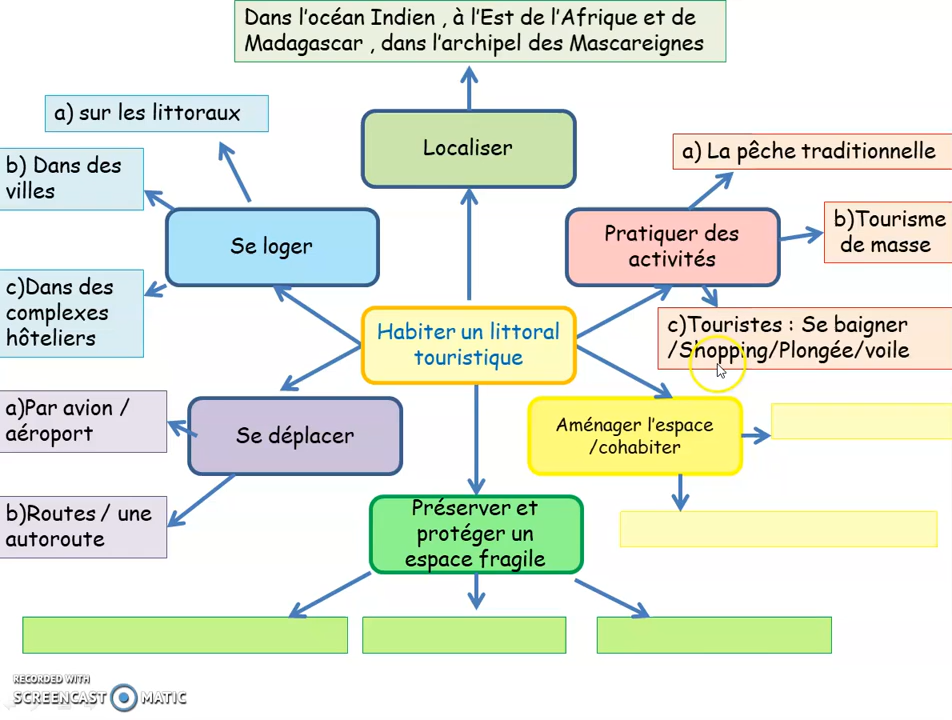 Dans l'océan Indien , à l'Est de l'Afrique et de
Madagascar , dans l'archipel des Mascareignes
a) sur les littoraux
Localiser
a) La pêche traditionnelle
b) Dans des
villes
Se loger
Pratiquer des
activités
b)Tourisme
de masse
c)Dans des
complexes
hôteliers
Habiter un littoral
touristique
c)Touristes : Se baigner
/Shopping/Plongée/voile
a)Par avion /
aéroport
Se déplacer
Aménager l'espace
/cohabiter
b)Routes / une
autoroute
Préserver et
protéger un
espace fragile
RECORDED WITH
SCREENCAST MATIC